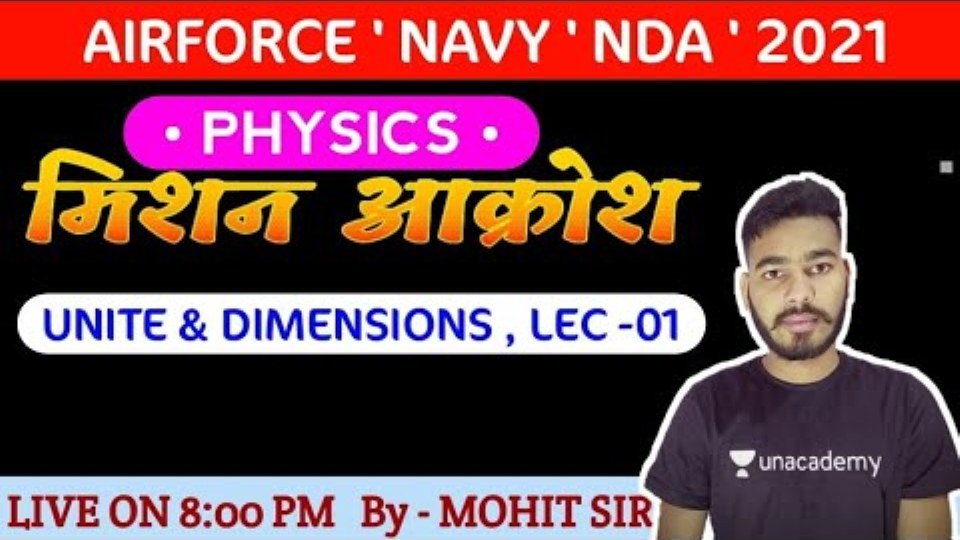 AIRFORCE ' NAVY ' NDA ' 2021
• PHYSICS •
मिशन आक्रोश
UNITE & DIMENSIONS , LEC -01
unacademy
LIVE ON 8:00 PM By - MOHIT SIR